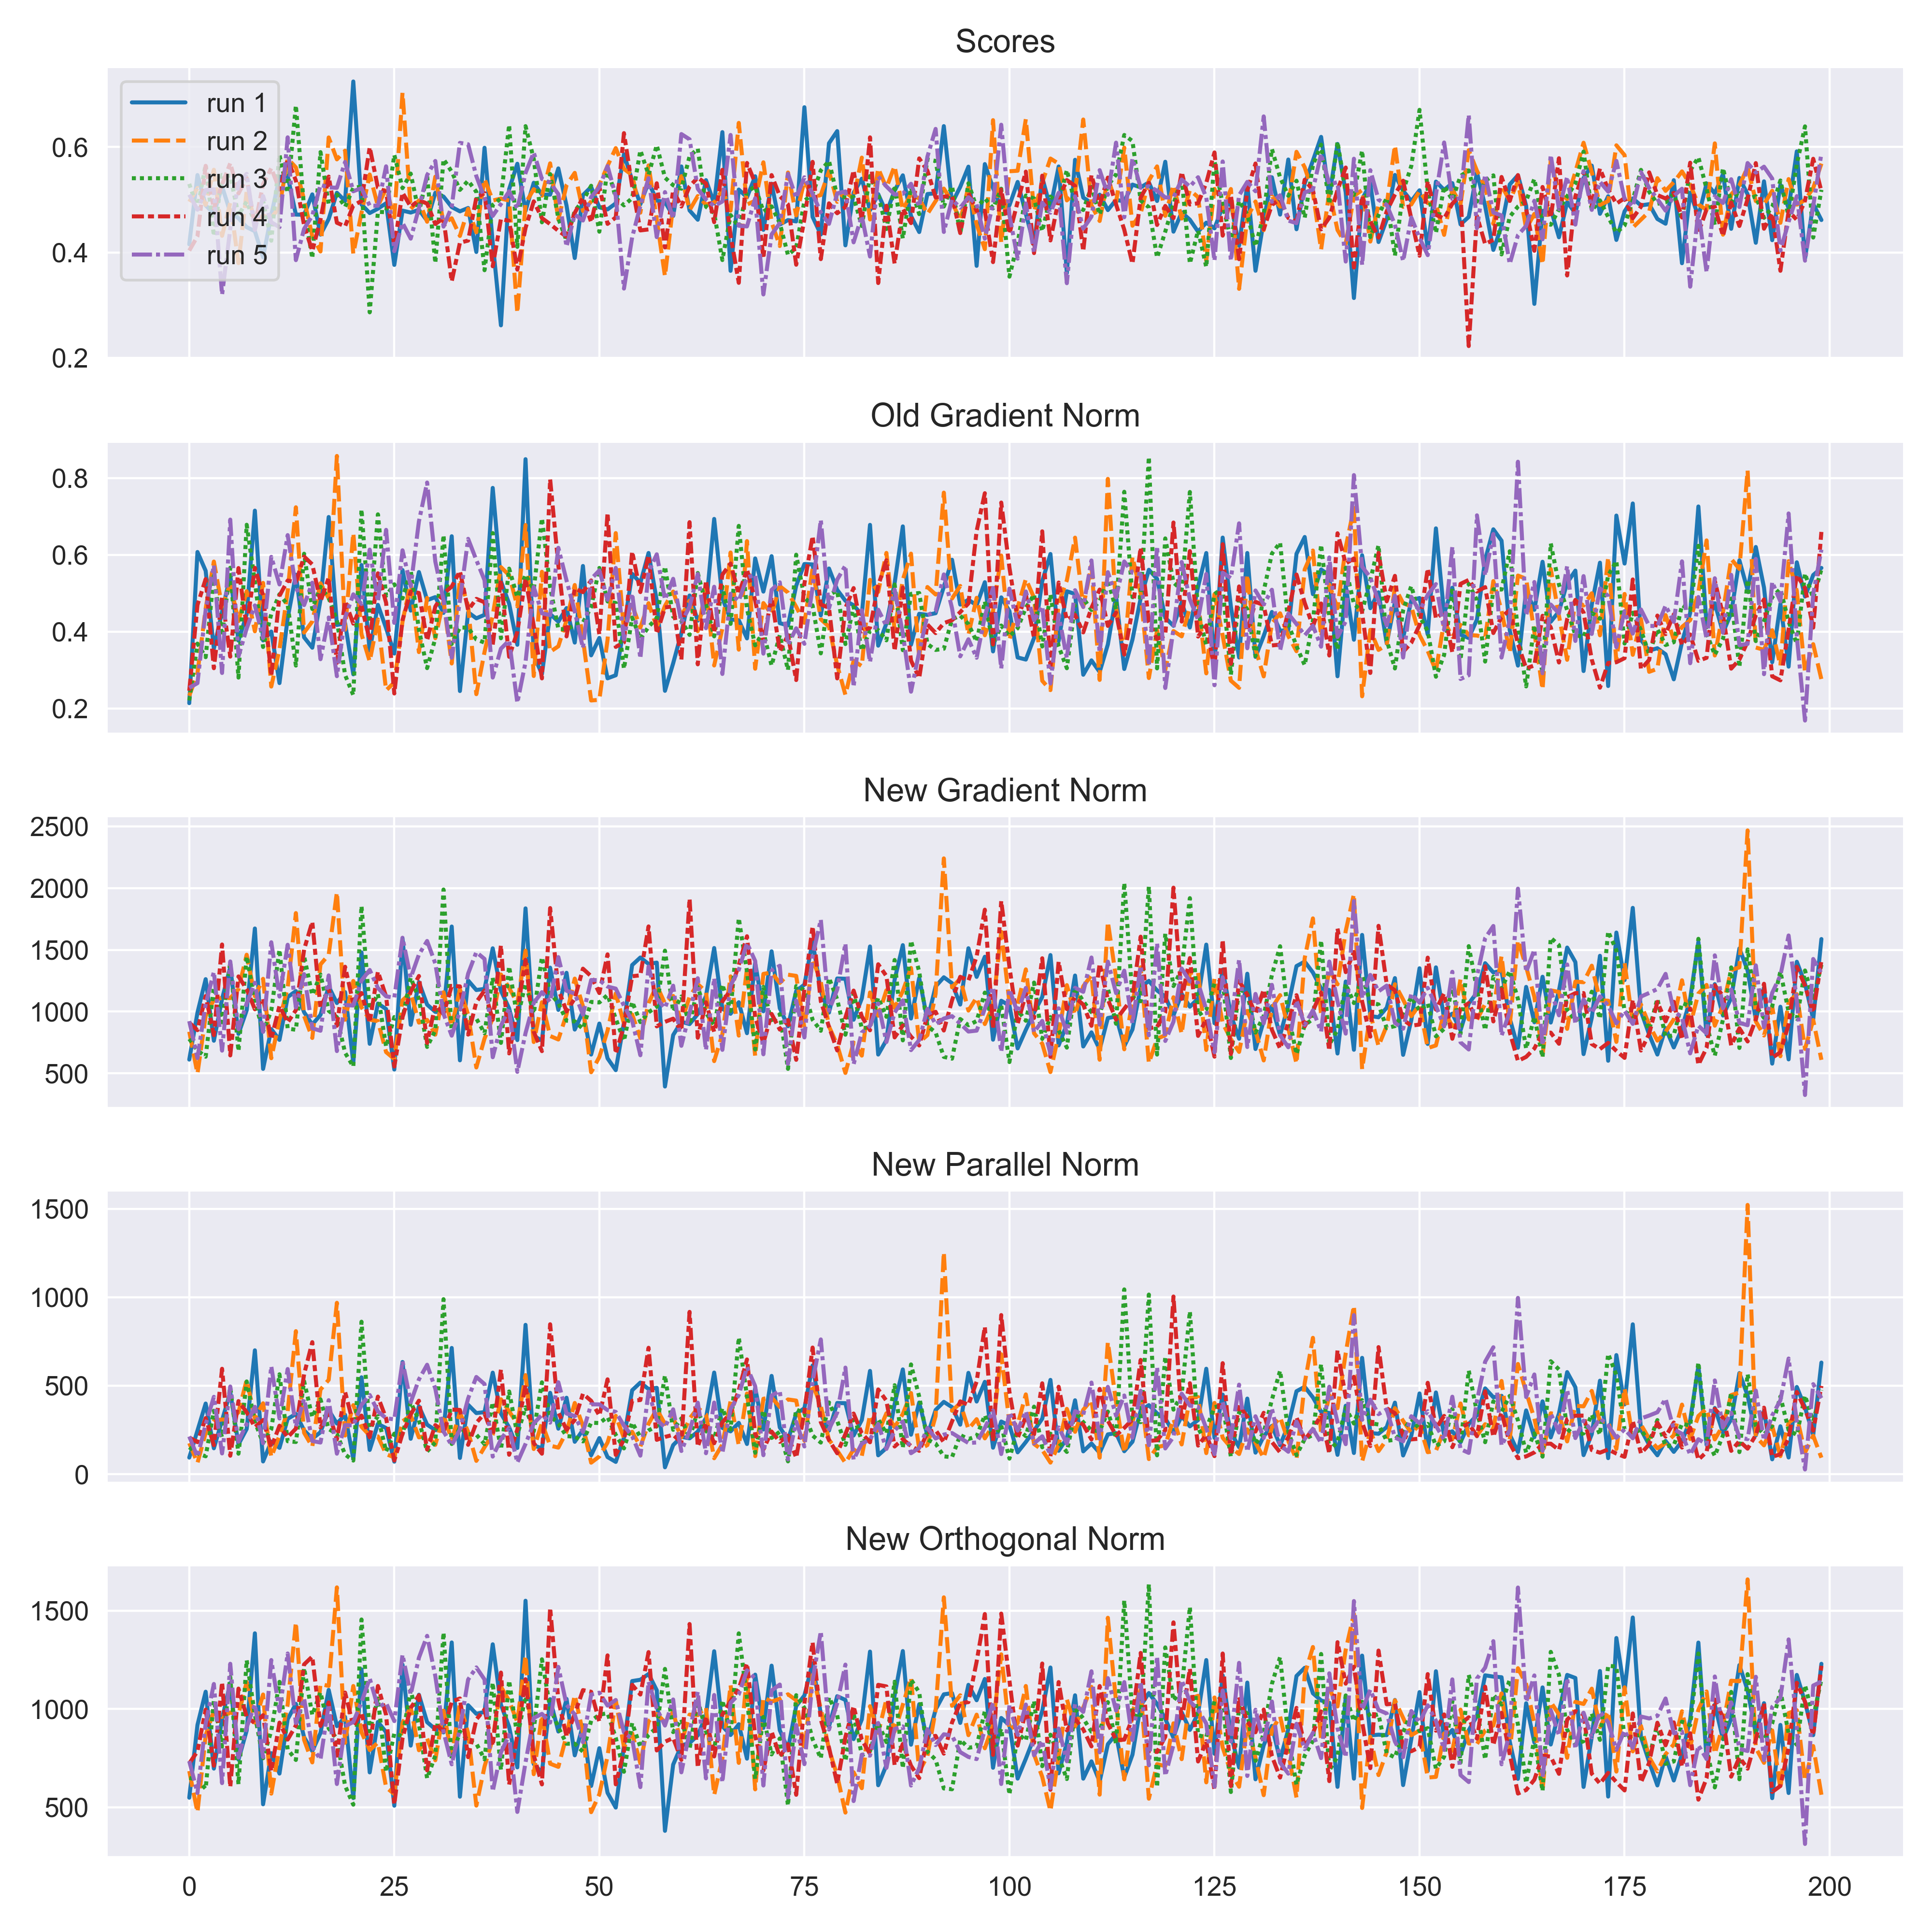 Scores
run 1
run 2
run 3
run 4
run 5
0.6
0.4
0.2
Old Gradient Norm
0.8
0.6
0.4
0.2
New Gradient Norm
2500
2000
1500
1000
500
New Parallel Norm
1500
1000
500
0
New Orthogonal Norm
1500
1000
500
0 25 50 75 100 125 150 175 200